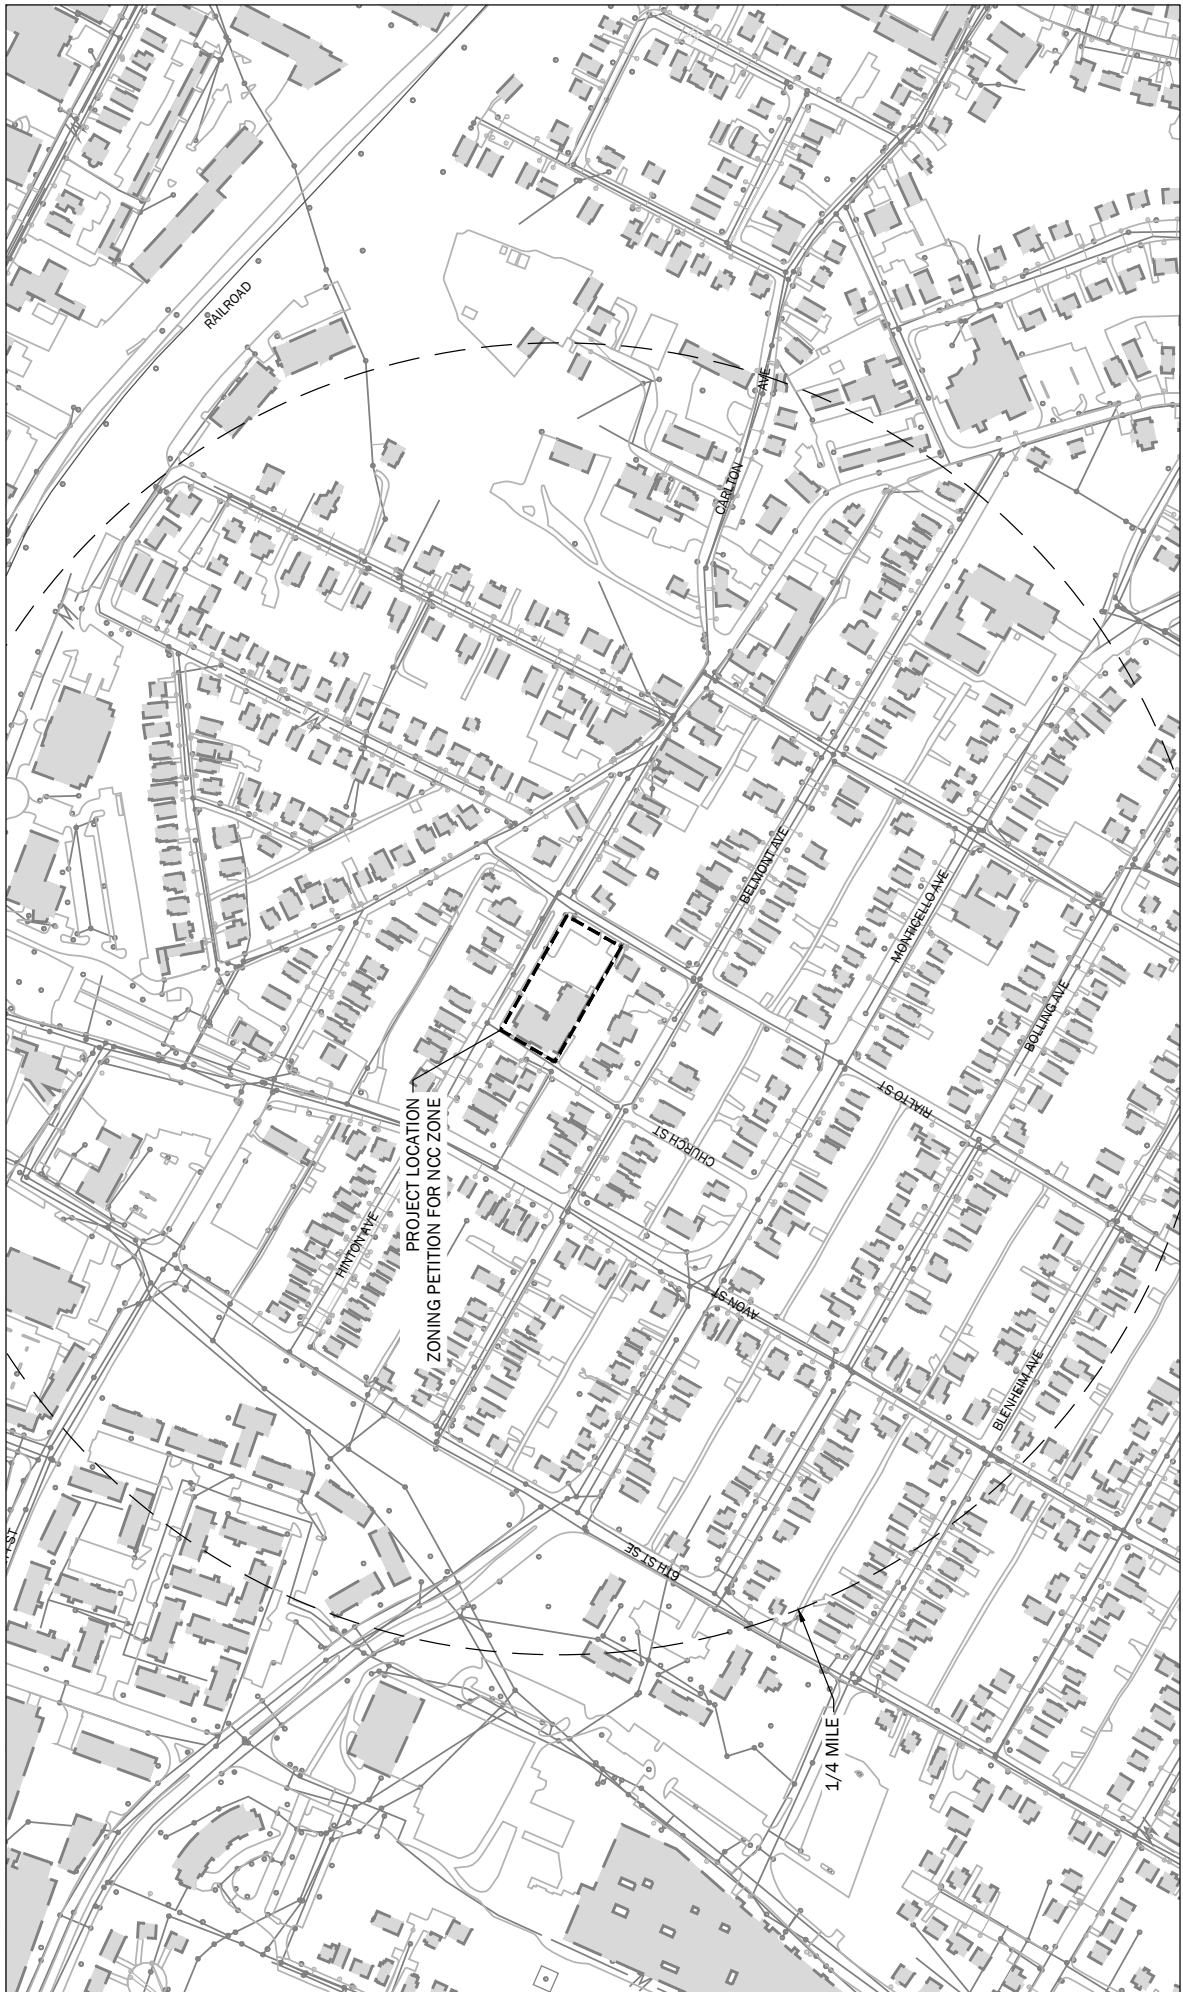 RAILROAD
CARLTON
AVE
PROJECT LOCATION
ZONING PETITION FOR NCC ZONE
HINTON AVE
BELMONT AVE
MONTICELLO AVE
BOLLING AVE
RIALTO ST
CHURCH ST
AVON ST
BLENHEIM AVE
6TH ST SE
1/4 MILE